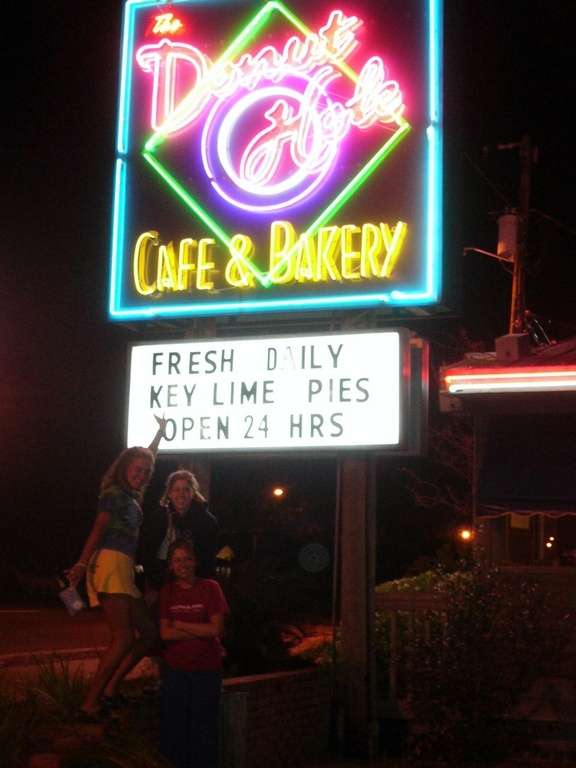 The
Donut
Hole
CAFE & BAKERY
FRESH DAILY
KEY LIME PIES
OPEN 24 HRS